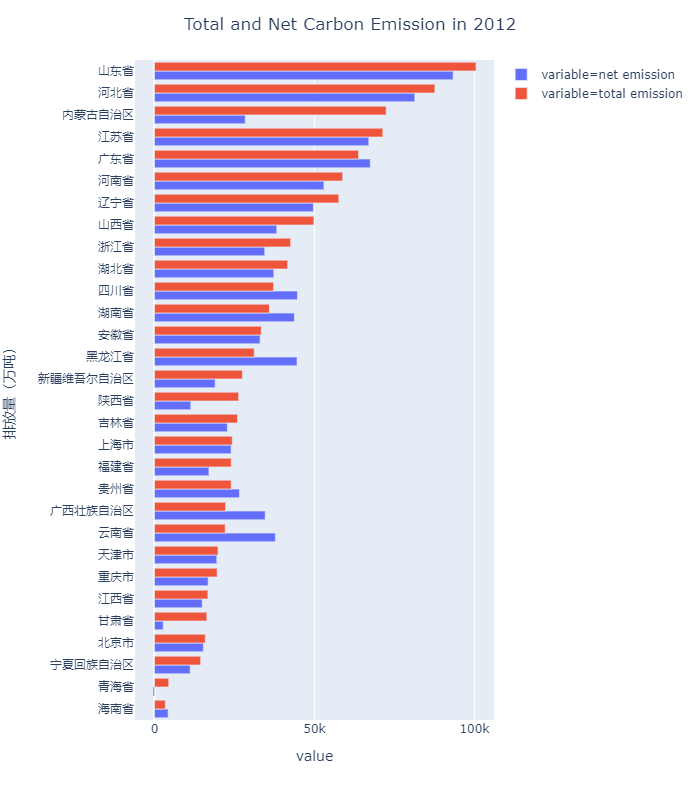 Total and Net Carbon Emission in 2012
variable=net emission
variable=total emission
排放量 (万吨)
山东省
河北省
内蒙古自治区
江苏省
广东省
河南省
辽宁省
山西省
浙江省
湖北省
四川省
湖南省
安徽省
黑龙江省
新疆维吾尔自治区
陕西省
吉林省
上海市
福建省
贵州省
广西壮族自治区
云南省
天津市
重庆市
江西省
甘肃省
北京市
宁夏回族自治区
青海省
海南省
0 50k 100k
value